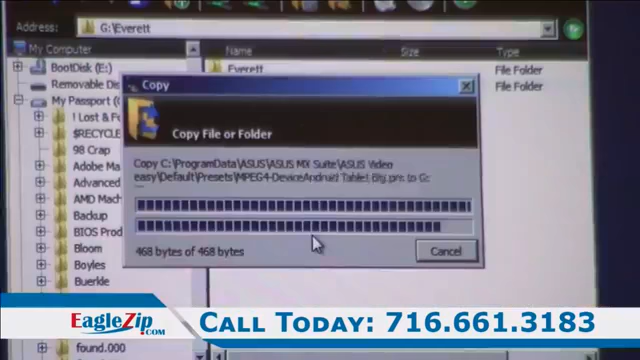 Address: G:\Everett
My Computer
Name Size Type
BootDisk (E:)
Everett File Folder
Removable Dis
File Folder
My Passport (
! Lost & F
$RECYCLE
98 Crap
Adobe Ma
Advanced
AMD Mach
Backup
BIOS Prod
Bloom
Boyles
Buerkle
found.000
Copy
Copy File or Folder
Copy C:\ProgramData\ASUS\ASUS MX Suite\ASUS Video
easy\Default\Presets\MPEG4-Device\Android Tablet Big.prs to G:
468 bytes of 468 bytes
Cancel
EagleZip.com
CALL TODAY: 716.661.3183